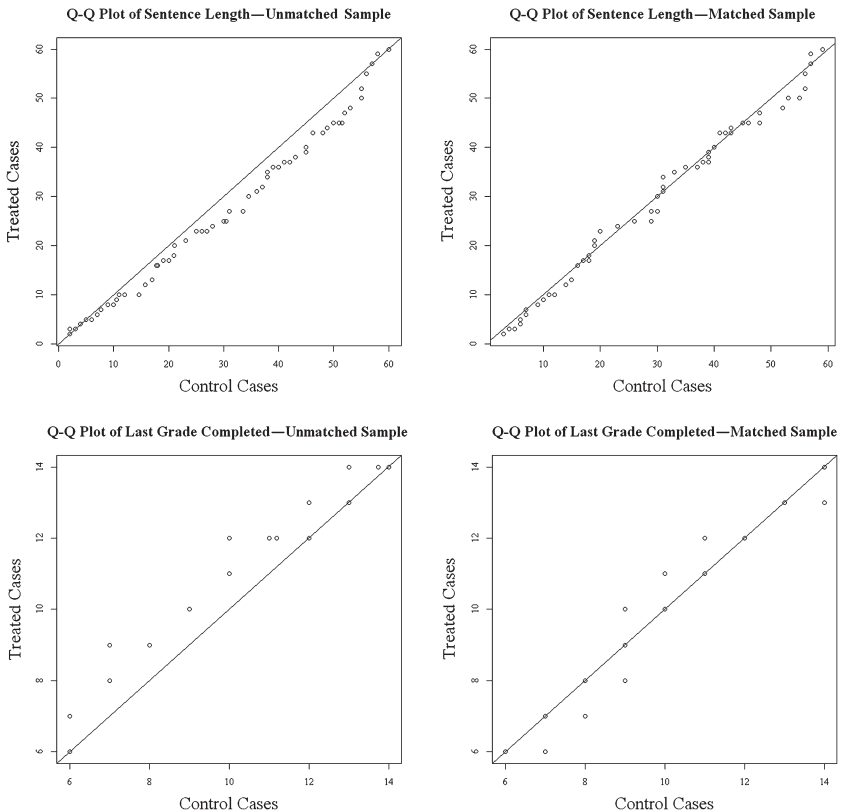 Q-Q Plot of Sentence Length—Unmatched Sample
Treated Cases
60
50
40
30
20
10
0
0 10 20 30 40 50 60
Control Cases
Q-Q Plot of Sentence Length—Matched Sample
Treated Cases
60
50
40
30
20
10
0
10 20 30 40 50 60
Control Cases
Q-Q Plot of Last Grade Completed—Unmatched Sample
Treated Cases
14
12
10
8
6
6 8 10 12 14
Control Cases
Q-Q Plot of Last Grade Completed—Matched Sample
Treated Cases
14
12
10
8
6
6 8 10 12 14
Control Cases